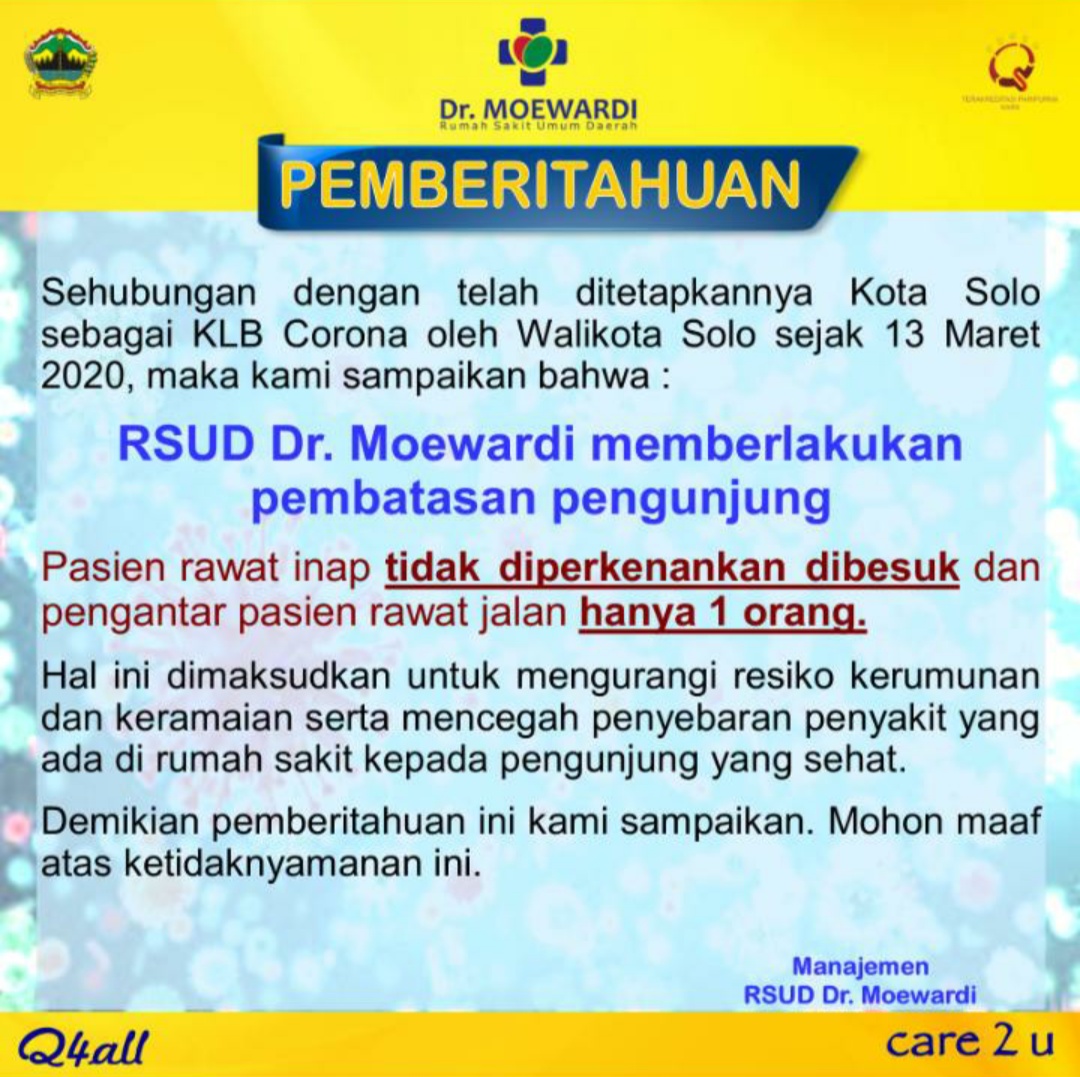 Dr. MOEWARDI
Rumah Sakit Umum Daerah
TERAKREDITASI PARIPURNA
PEMBERITAHUAN
Sehubungan dengan telah ditetapkannya Kota Solo
sebagai KLB Corona oleh Walikota Solo sejak 13 Maret
2020, maka kami sampaikan bahwa :
RSUD Dr. Moewardi memberlakukan
pembatasan pengunjung
Pasien rawat inap tidak diperkenankan dibesuk dan
pengantar pasien rawat jalan hanya 1 orang.
Hal ini dimaksudkan untuk mengurangi resiko kerumunan
dan keramaian serta mencegah penyebaran penyakit yang
ada di rumah sakit kepada pengunjung yang sehat.
Demikian pemberitahuan ini kami sampaikan. Mohon maaf
atas ketidaknyamanan ini.
Manajemen
RSUD Dr. Moewardi
Q4all
care 2 u